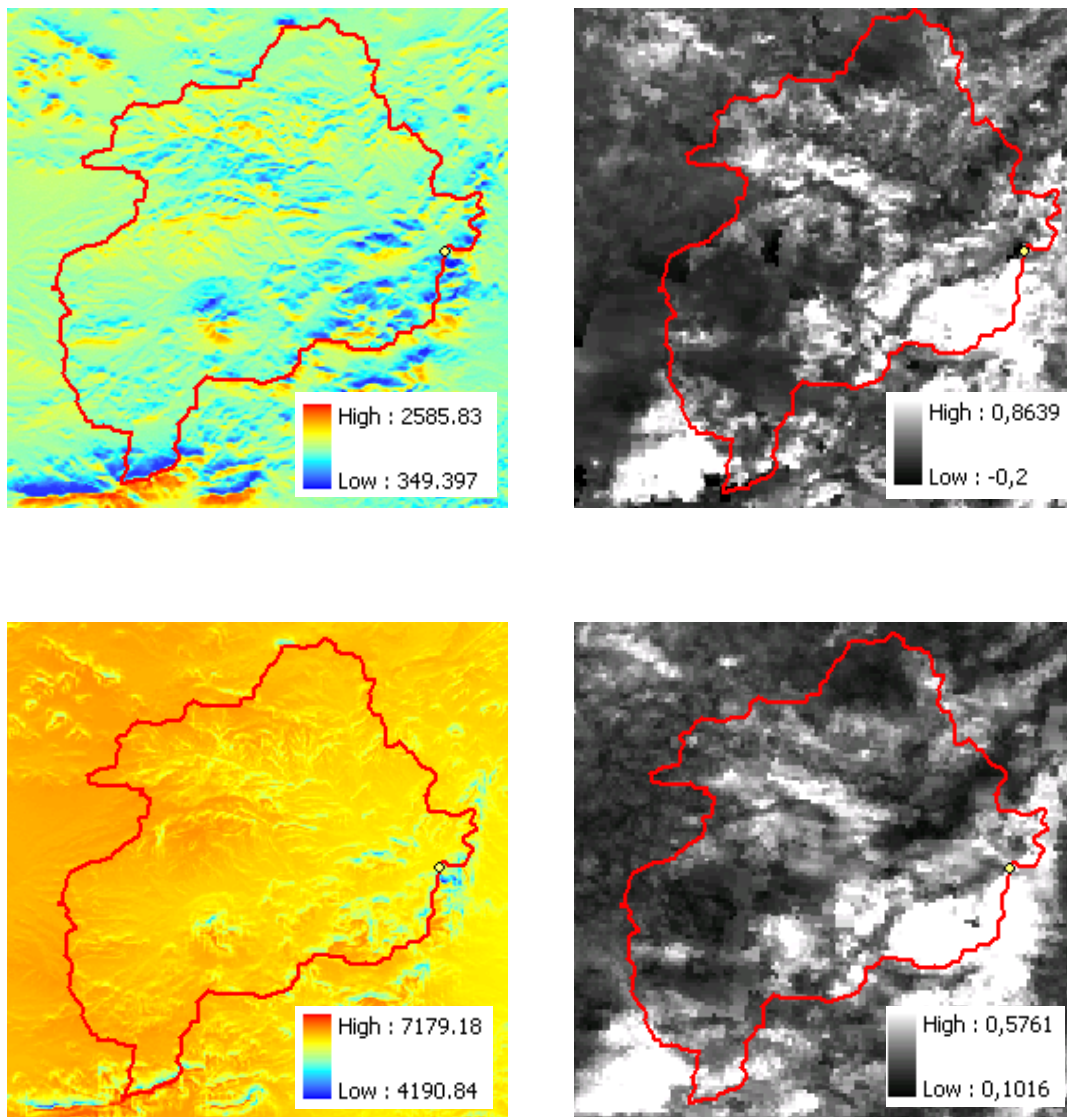 High : 2585.83
Low : 349.397
High : 0,8639
Low : -0,2
High : 7179.18
Low : 4190.84
High : 0,5761
Low : 0,1016